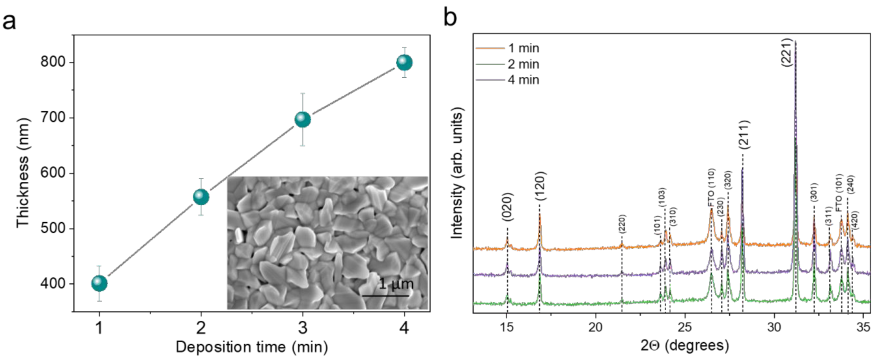 a
Thickness (nm)
800
700
600
500
400
1 2 3 4
Deposition time (min)
1 μm
b
Intensity (arb. units)
1 min
2 min
4 min
(020)
(120)
(220)
(101)
(103)
(310)
FTO (110)
(230)
(320)
(211)
(221)
(301)
(311)
FTO (101)
(240)
(420)
15 20 25 30 35
2Θ (degrees)